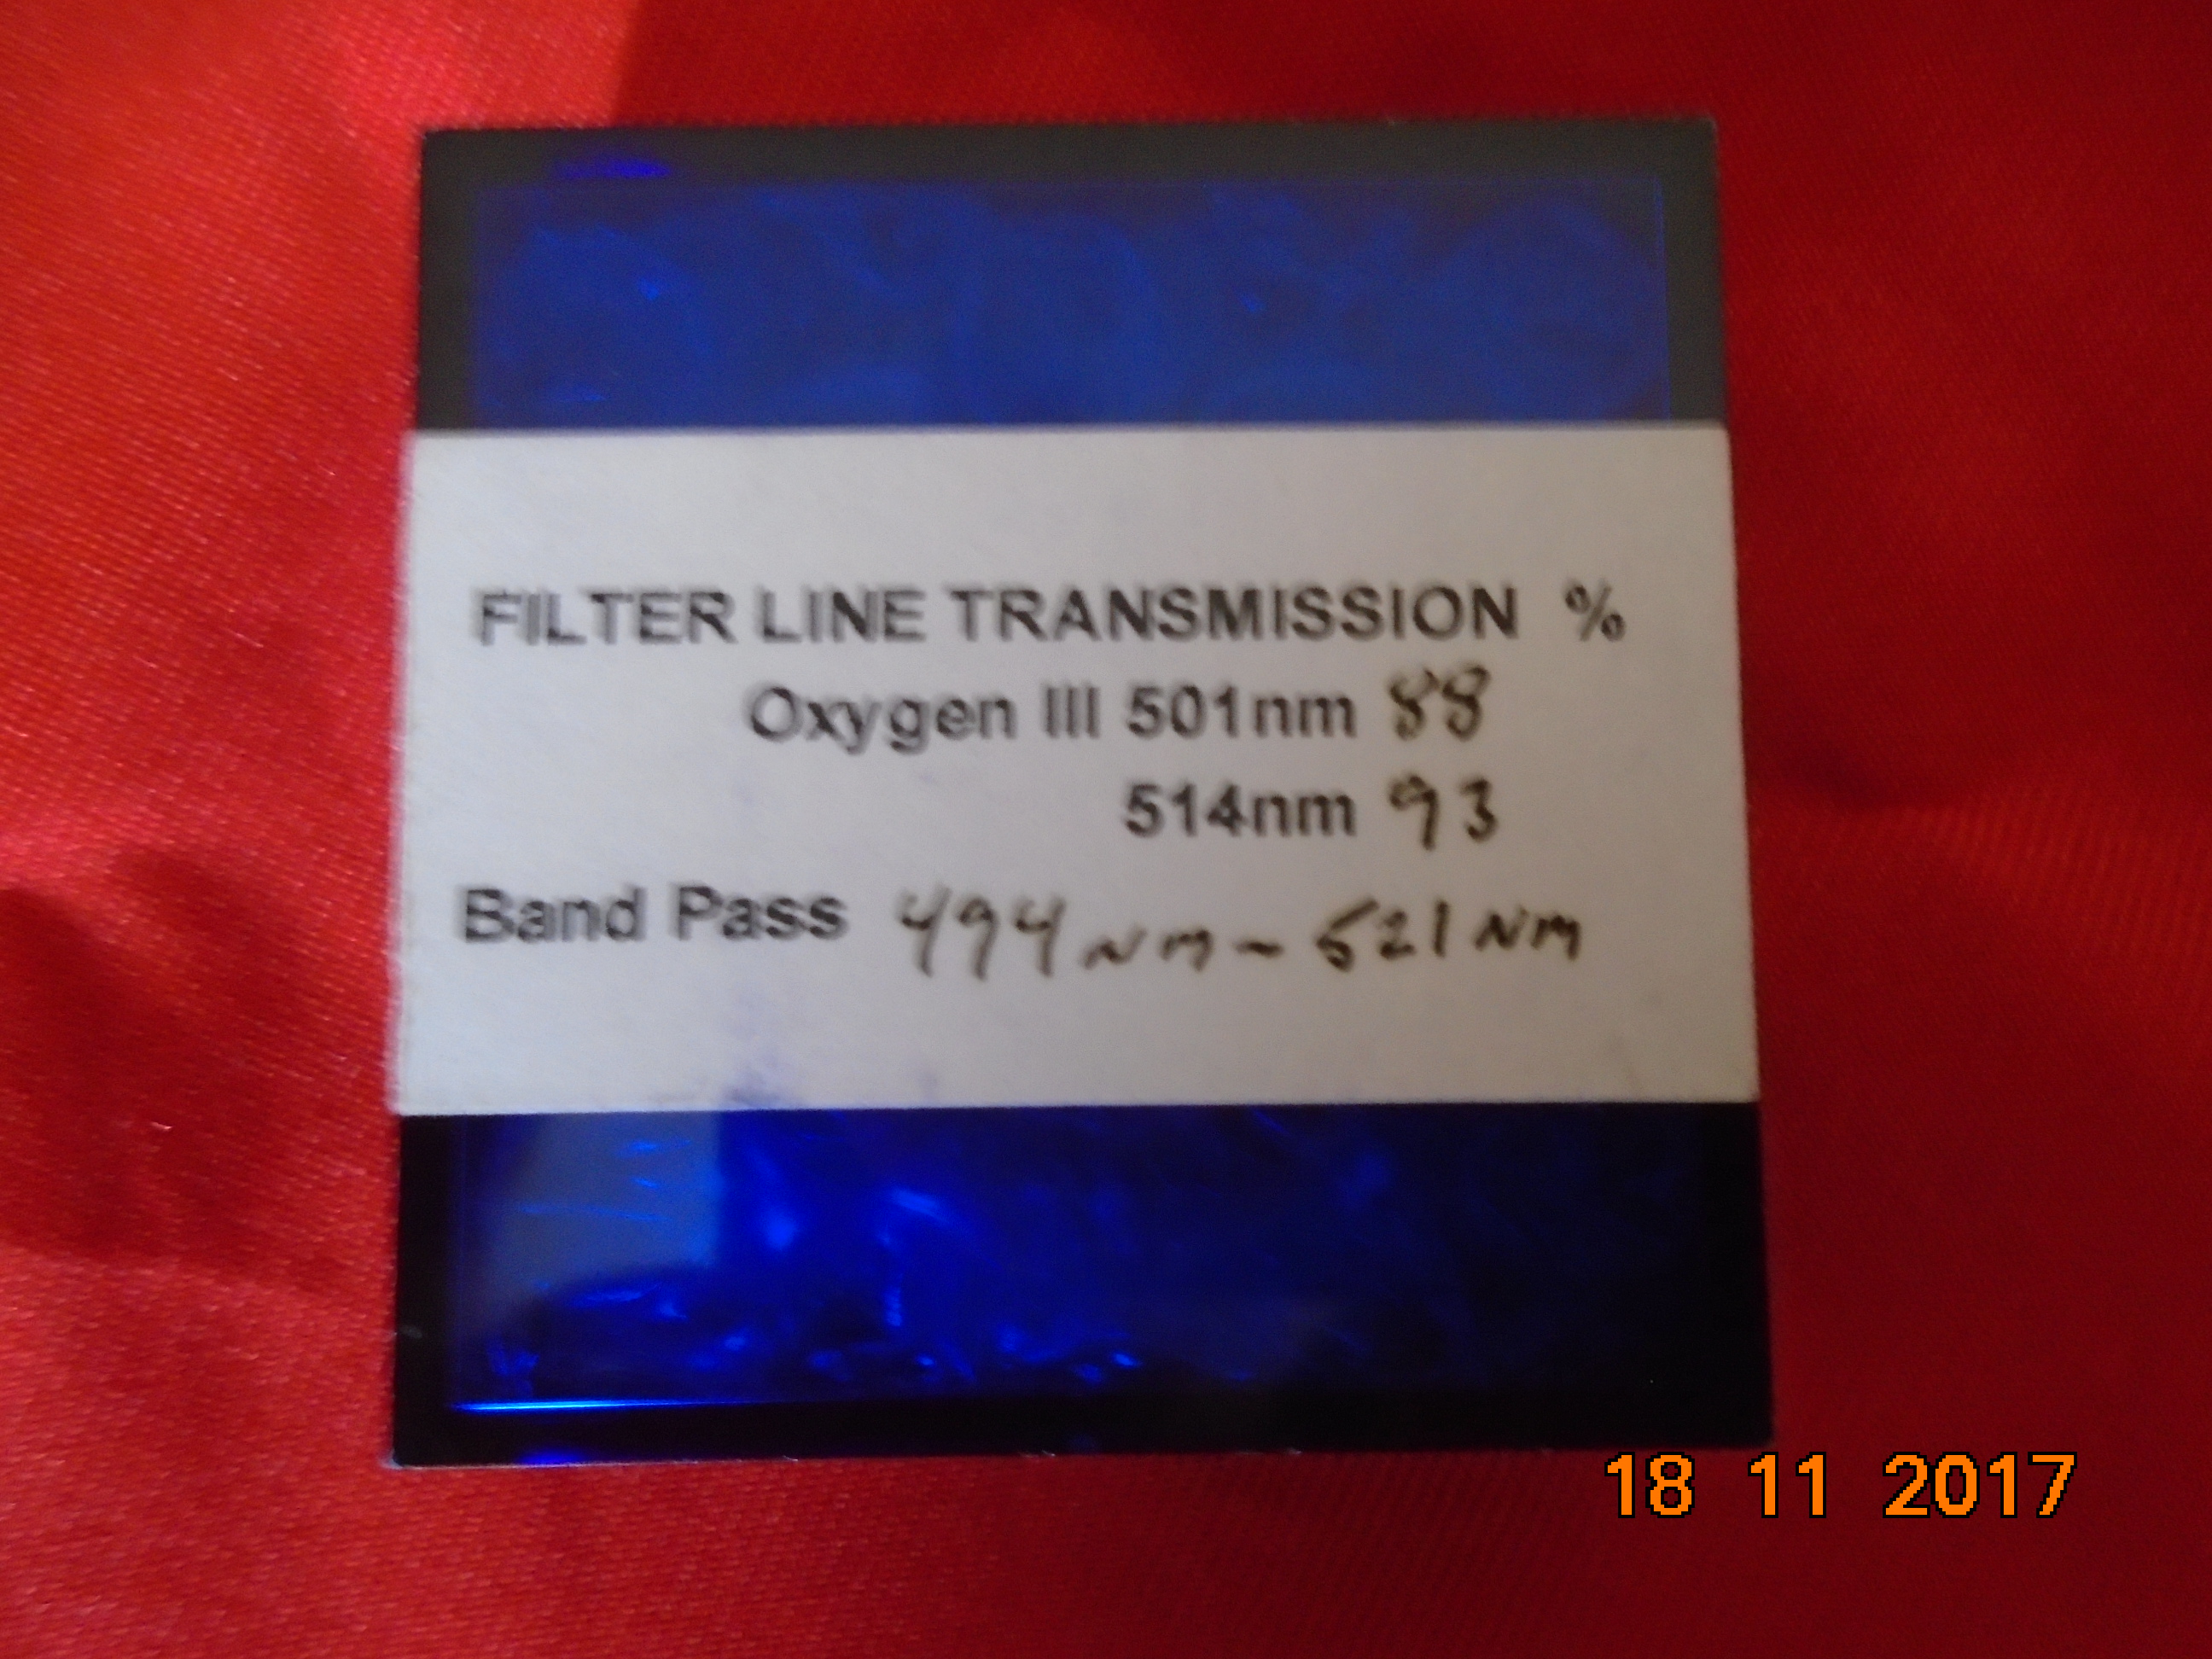 FILTER LINE TRANSMISSION %
Oxygen III 501nm 88
514nm 93
Band Pass 494nm - 521nm
18 11 2017